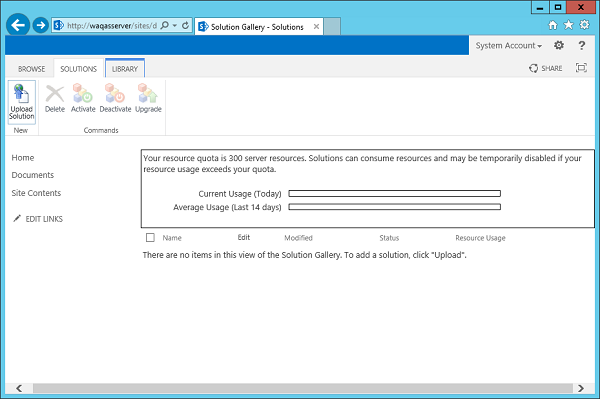 http://waqasserver/sites/d
Solution Gallery - Solutions
System Account
BROWSE SOLUTIONS LIBRARY
SHARE
Upload Solution
Delete Activate Deactivate Upgrade
New Commands
Home
Documents
Site Contents
EDIT LINKS
Your resource quota is 300 server resources. Solutions can consume resources and may be temporarily disabled if your
resource usage exceeds your quota.
Current Usage (Today)
Average Usage (Last 14 days)
Name Edit Modified Status Resource Usage
There are no items in this view of the Solution Gallery. To add a solution, click "Upload".